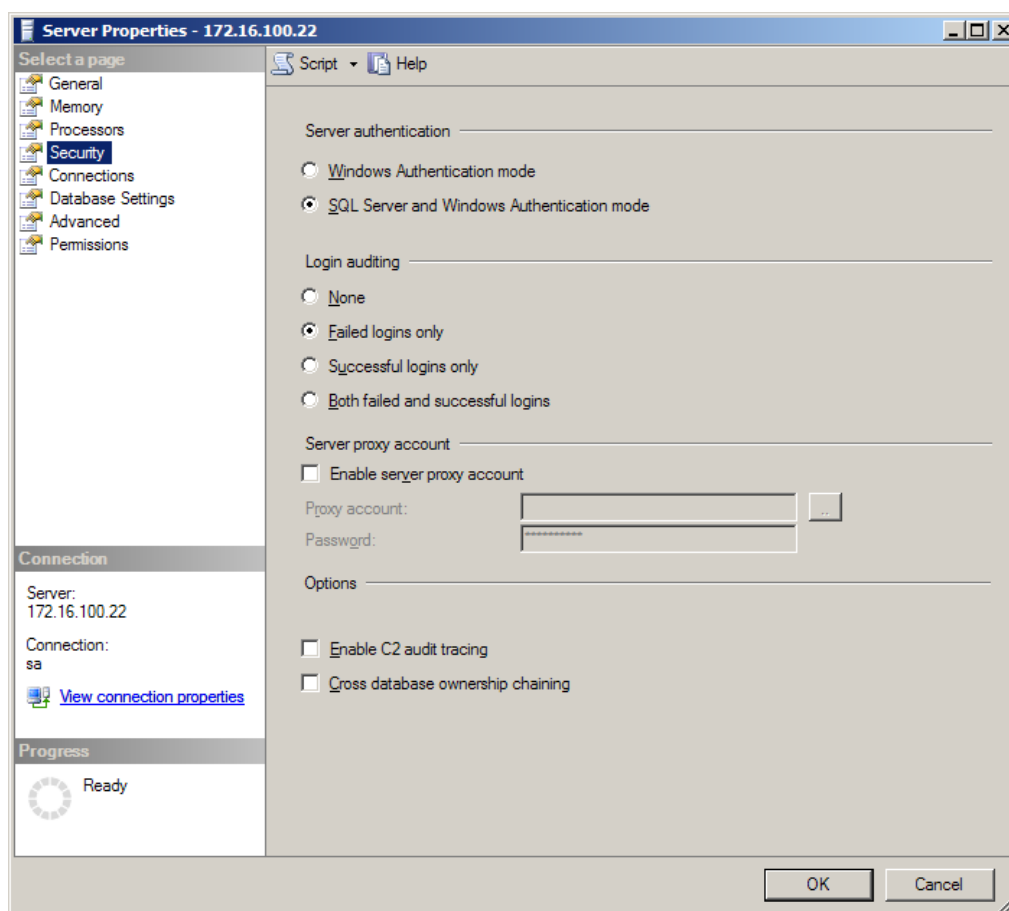 Server Properties - 172.16.100.22
Select a page
General
Memory
Processors
Security
Connections
Database Settings
Advanced
Permissions
Connection
Server:
172.16.100.22
Connection:
sa
View connection properties
Progress
Ready
Script Help
Server authentication
Windows Authentication mode
SQL Server and Windows Authentication mode
Login auditing
None
Failed logins only
Successful logins only
Both failed and successful logins
Server proxy account
Enable server proxy account
Proxy account:
..
Password: **********
Options
Enable C2 audit tracing
Cross database ownership chaining
OK Cancel